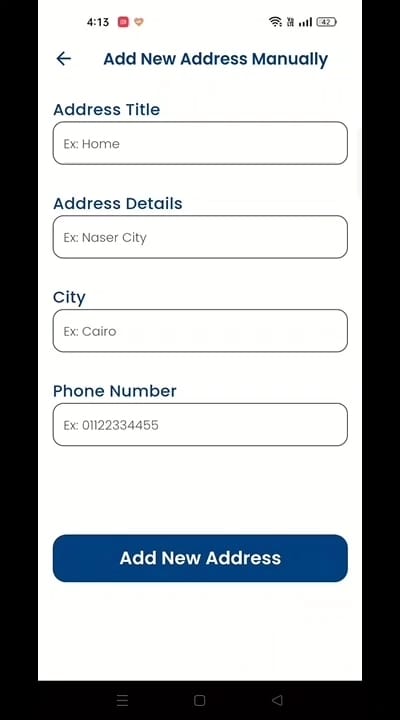 4:13
42
Add New Address Manually
Address Title
Ex: Home
Address Details
Ex: Naser City
City
Ex: Cairo
Phone Number
Ex: 01122334455
Add New Address